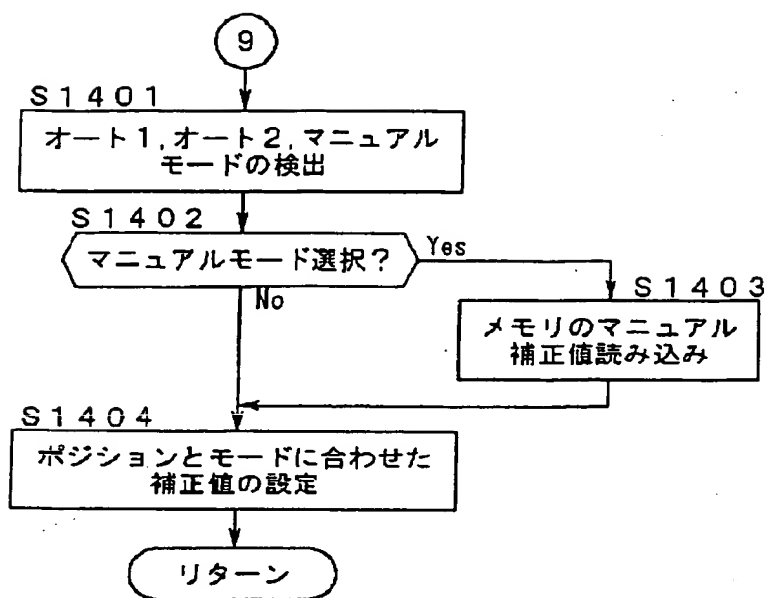 9
S1401
オート1,オート2,マニュアル
モードの検出
S1402
マニュアルモード選択?
Yes
No
S1403
メモリのマニュアル
補正値読み込み
S1404
ポジションとモードに合わせた
補正値の設定
リターン